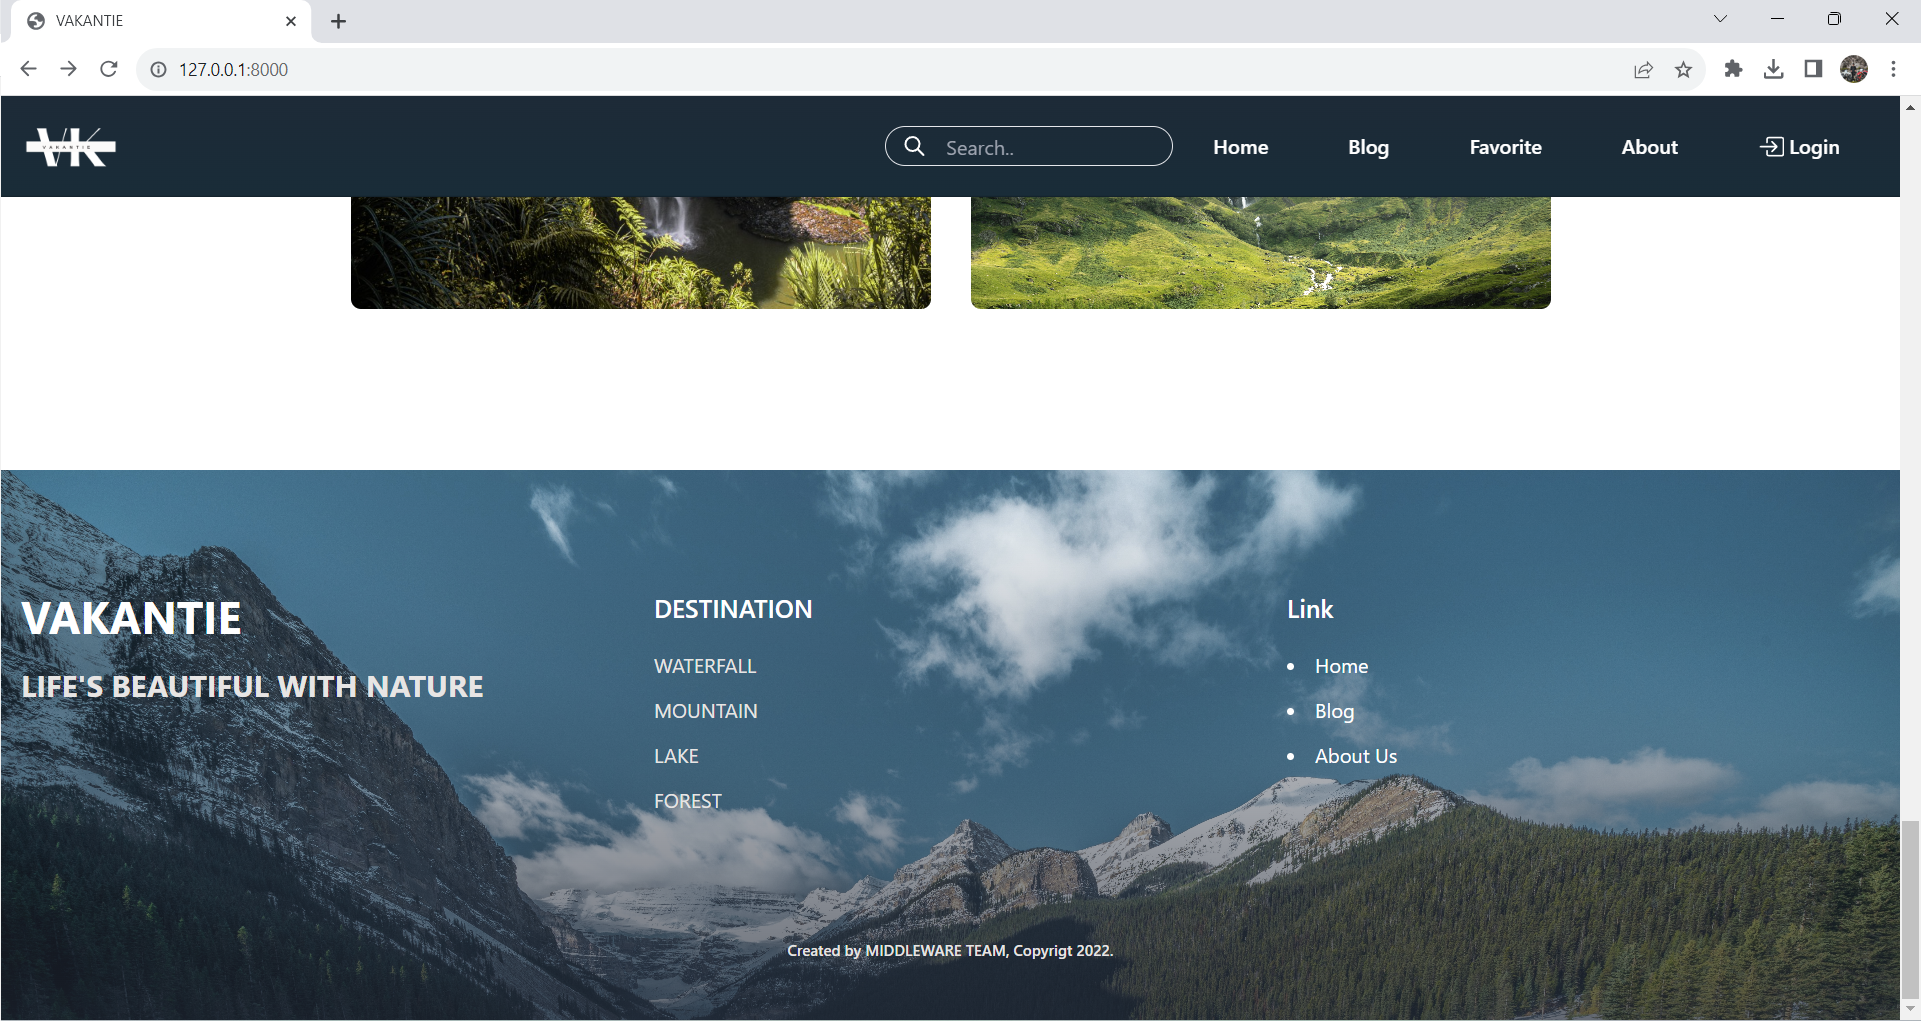 VAKANTIE
127.0.0.1:8000
VK
VAKANTIE
Search..
Home
Blog
Favorite
About
Login
VAKANTIE
LIFE'S BEAUTIFUL WITH NATURE
DESTINATION
WATERFALL
MOUNTAIN
LAKE
FOREST
Link
Home
Blog
About Us
Created by MIDDLEWARE TEAM, Copyrigt 2022.